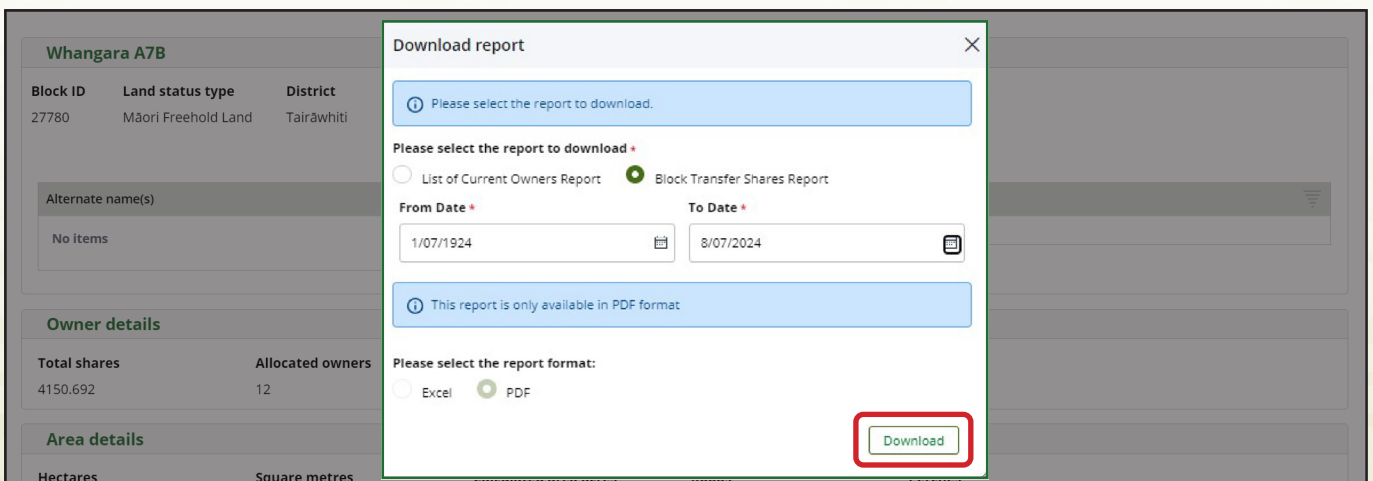 Whangara A7B
Block ID Land status type District
27780 Māori Freehold Land Tairāwhiti
Alternate name(s)
No items
Owner details
Total shares Allocated owners
4150.692 12
Area details
Hectares Square metres
Download report
Please select the report to download.
Please select the report to download *
List of Current Owners Report Block Transfer Shares Report
From Date * To Date *
1/07/1924 8/07/2024
This report is only available in PDF format
Please select the report format:
Excel PDF
Download